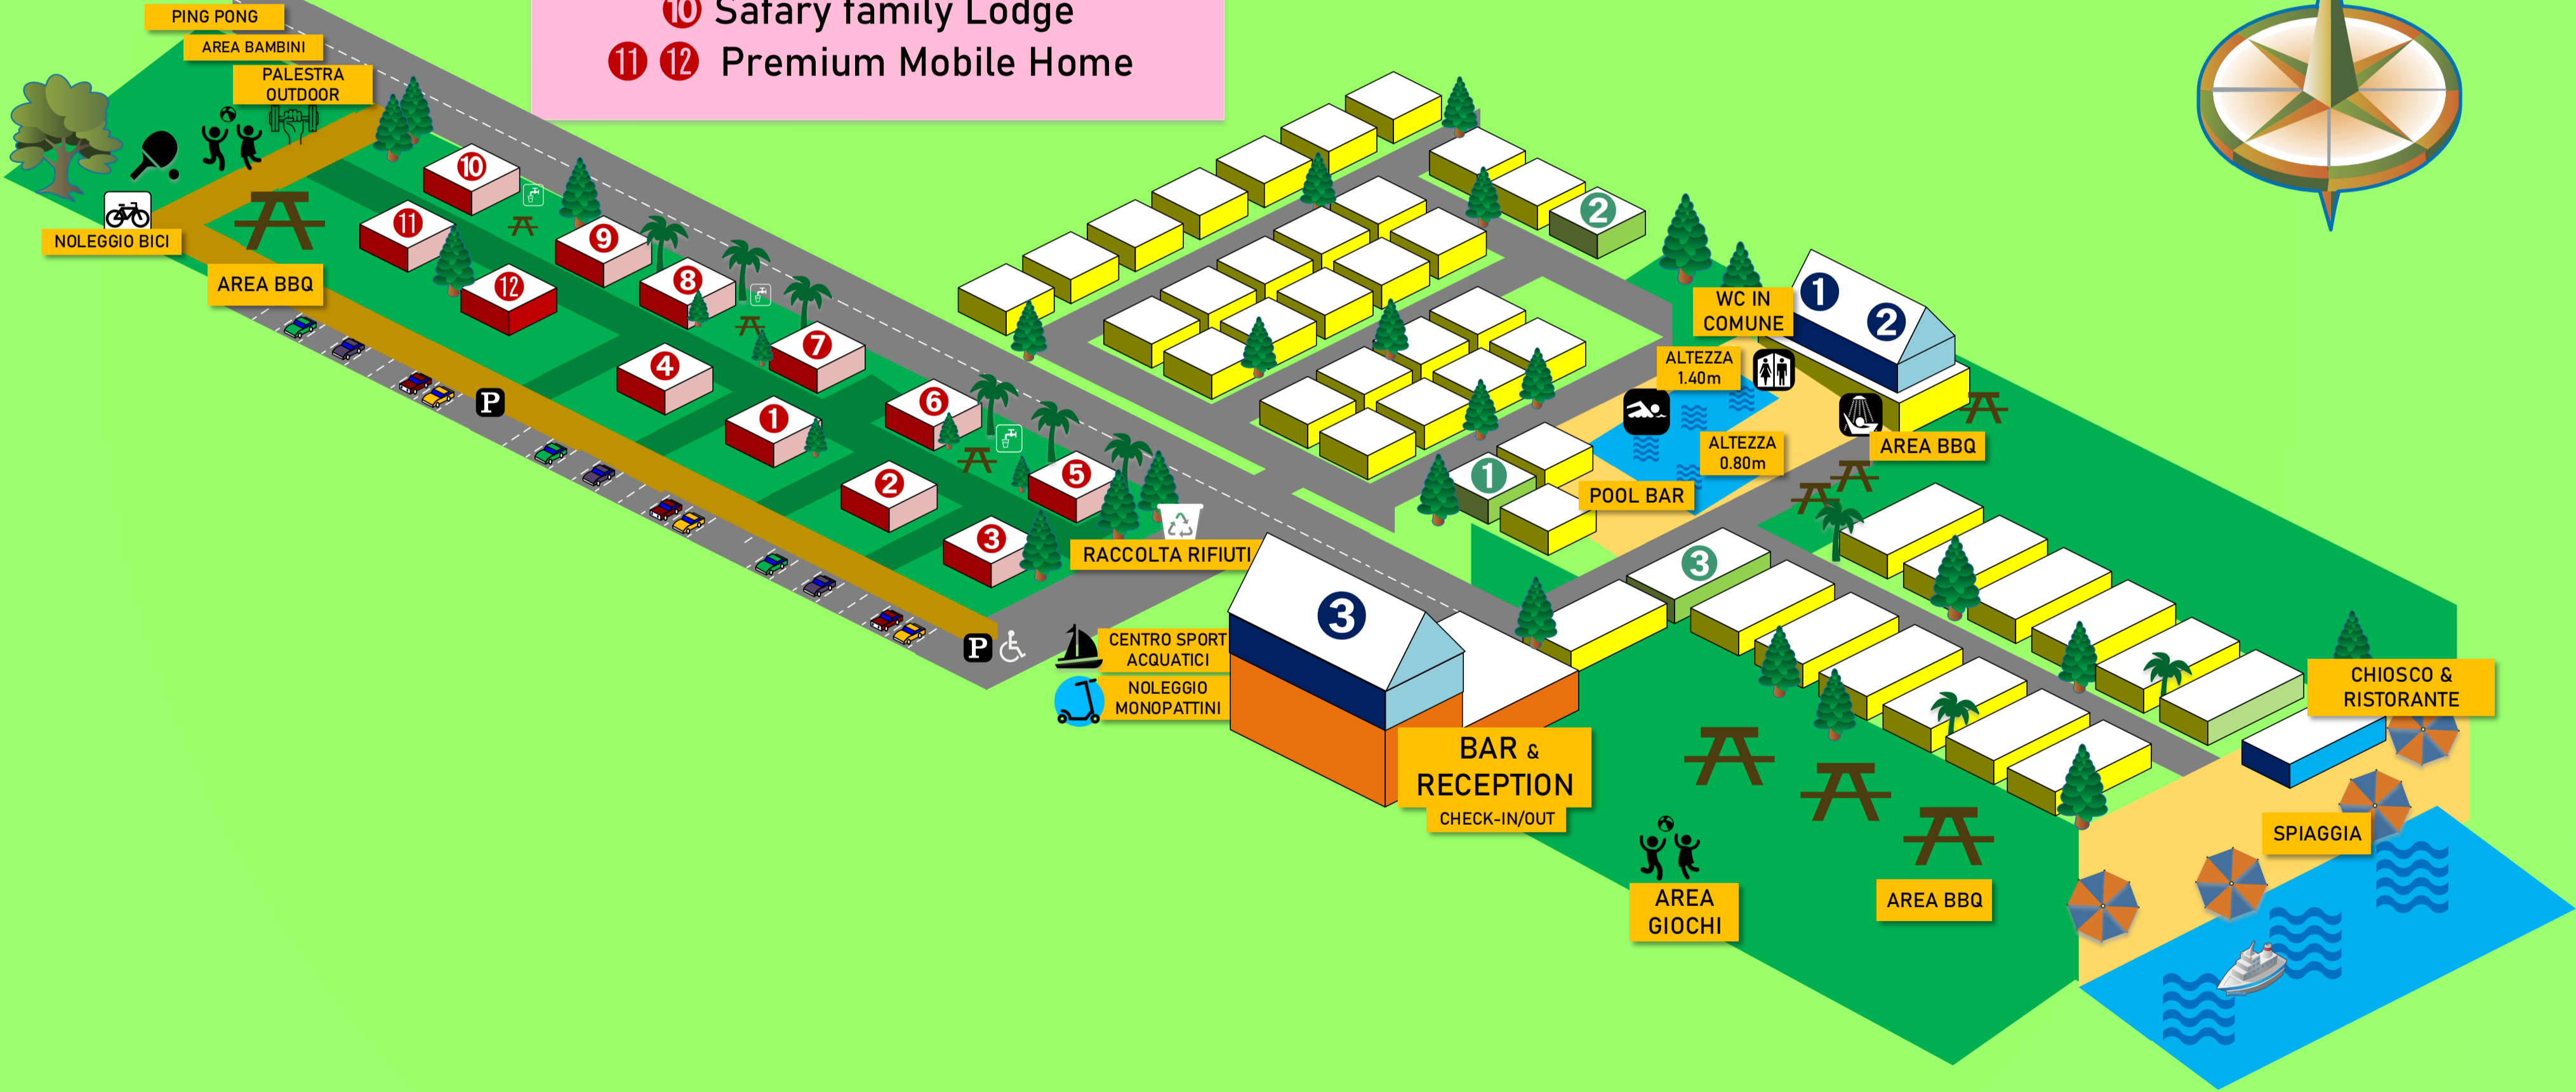 PING PONG
AREA BAMBINI
PALESTRA
OUTDOOR
10 Safary family Lodge
11 12 Premium Mobile Home
NOLEGGIO BICI
AREA BBQ
10
11
9
12
8
7
4
6
1
2
5
3
P
P
RACCOLTA RIFIUTI
CENTRO SPORT
ACQUATICI
NOLEGGIO
MONOPATTINI
3
BAR &
RECEPTION
CHECK-IN/OUT
2
1
3
WC IN
COMUNE
1
2
ALTEZZA
1.40m
ALTEZZA
0.80m
POOL BAR
AREA BBQ
CHIOSCO &
RISTORANTE
SPIAGGIA
AREA
GIOCHI
AREA BBQ